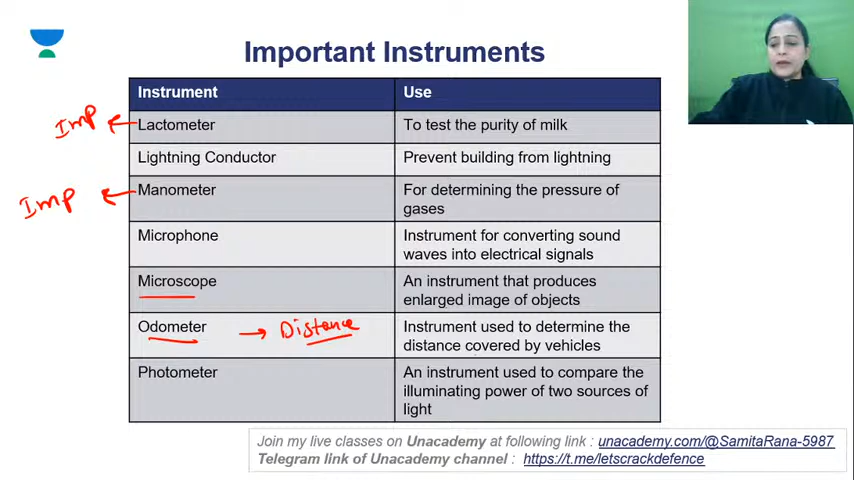 Important Instruments
Instrument Use
Imp
Lactometer To test the purity of milk
Lightning Conductor Prevent building from lightning
Imp
Manometer For determining the pressure of
gases
Microphone Instrument for converting sound
waves into electrical signals
Microscope An instrument that produces
enlarged image of objects
Odometer Distance Instrument used to determine the
distance covered by vehicles
Photometer An instrument used to compare the
illuminating power of two sources of
light
Join my live classes on Unacademy at following link : unacademy.com/@SamitaRana-5987
Telegram link of Unacademy channel : https://t.me/letscrackdefence